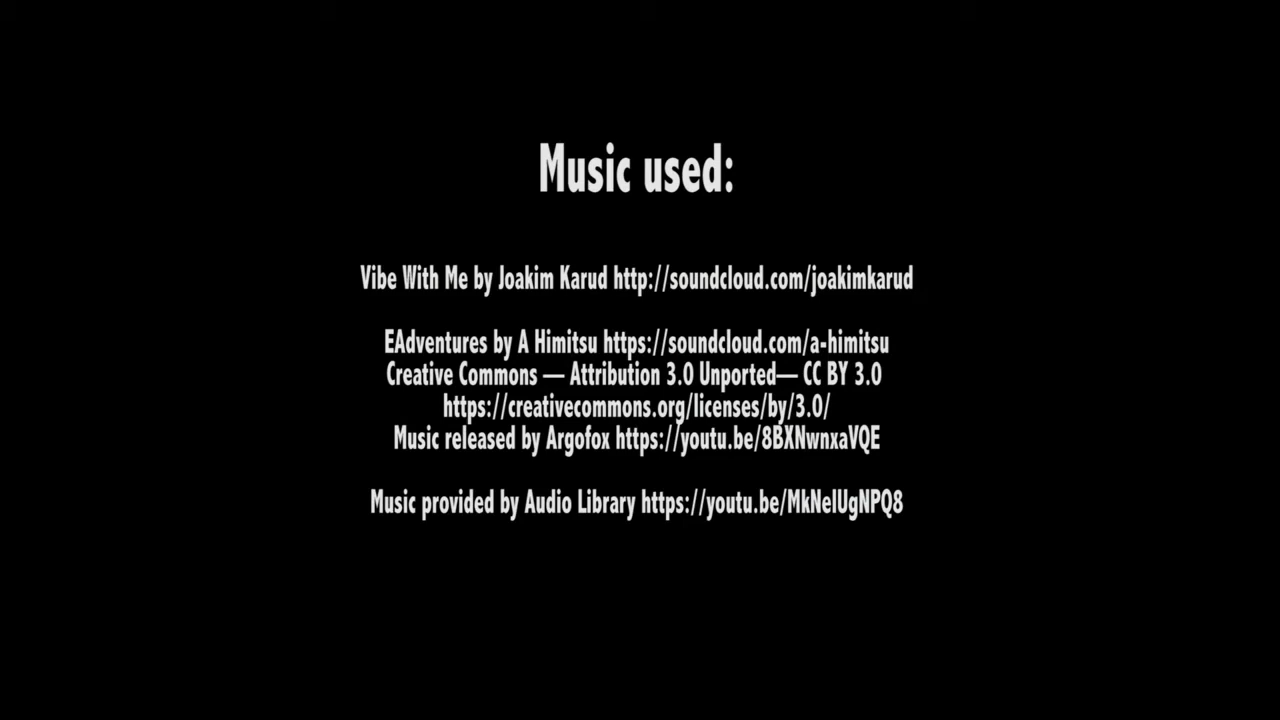 Music used:
Vibe With Me by Joakim Karud http://soundcloud.com/joakimkarud
EAdventures by A Himitsu https://soundcloud.com/a-himitsu
Creative Commons — Attribution 3.0 Unported— CC BY 3.0
https://creativecommons.org/licenses/by/3.0/
Music released by Argofox https://youtu.be/8BXNwnxaVQE
Music provided by Audio Library https://youtu.be/MkNeIUgNPQ8